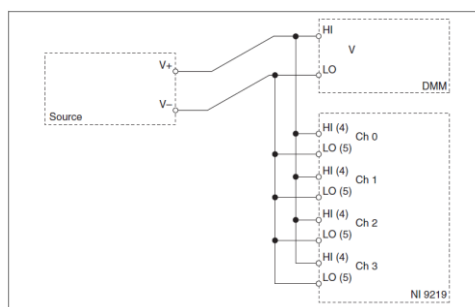 V+
V–
Source
HI
V
LO
DMM
HI (4)
Ch 0
LO (5)
HI (4)
Ch 1
LO (5)
HI (4)
Ch 2
LO (5)
HI (4)
Ch 3
LO (5)
NI 9219